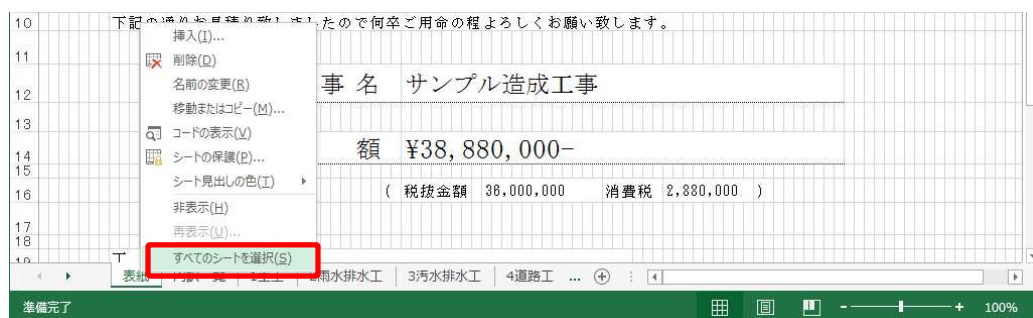 10 下記の通りお見積り致しましたので何卒ご用命の程よろしくお願い致します。
挿入(I)...
11
削除(D)
名前の変更(R)
12 事 名 サンプル造成工事
移動またはコピー(M)...
13
コードの表示(V)
14 額 ¥38,880,000-
シートの保護(P)...
15
シート見出しの色(T)
16 ( 税抜金額 36,000,000 消費税 2,880,000 )
非表示(H)
17
再表示(U)...
18
すべてのシートを選択(S)
表紙 3汚水排水工 4道路工 ...
準備完了 - + 100%